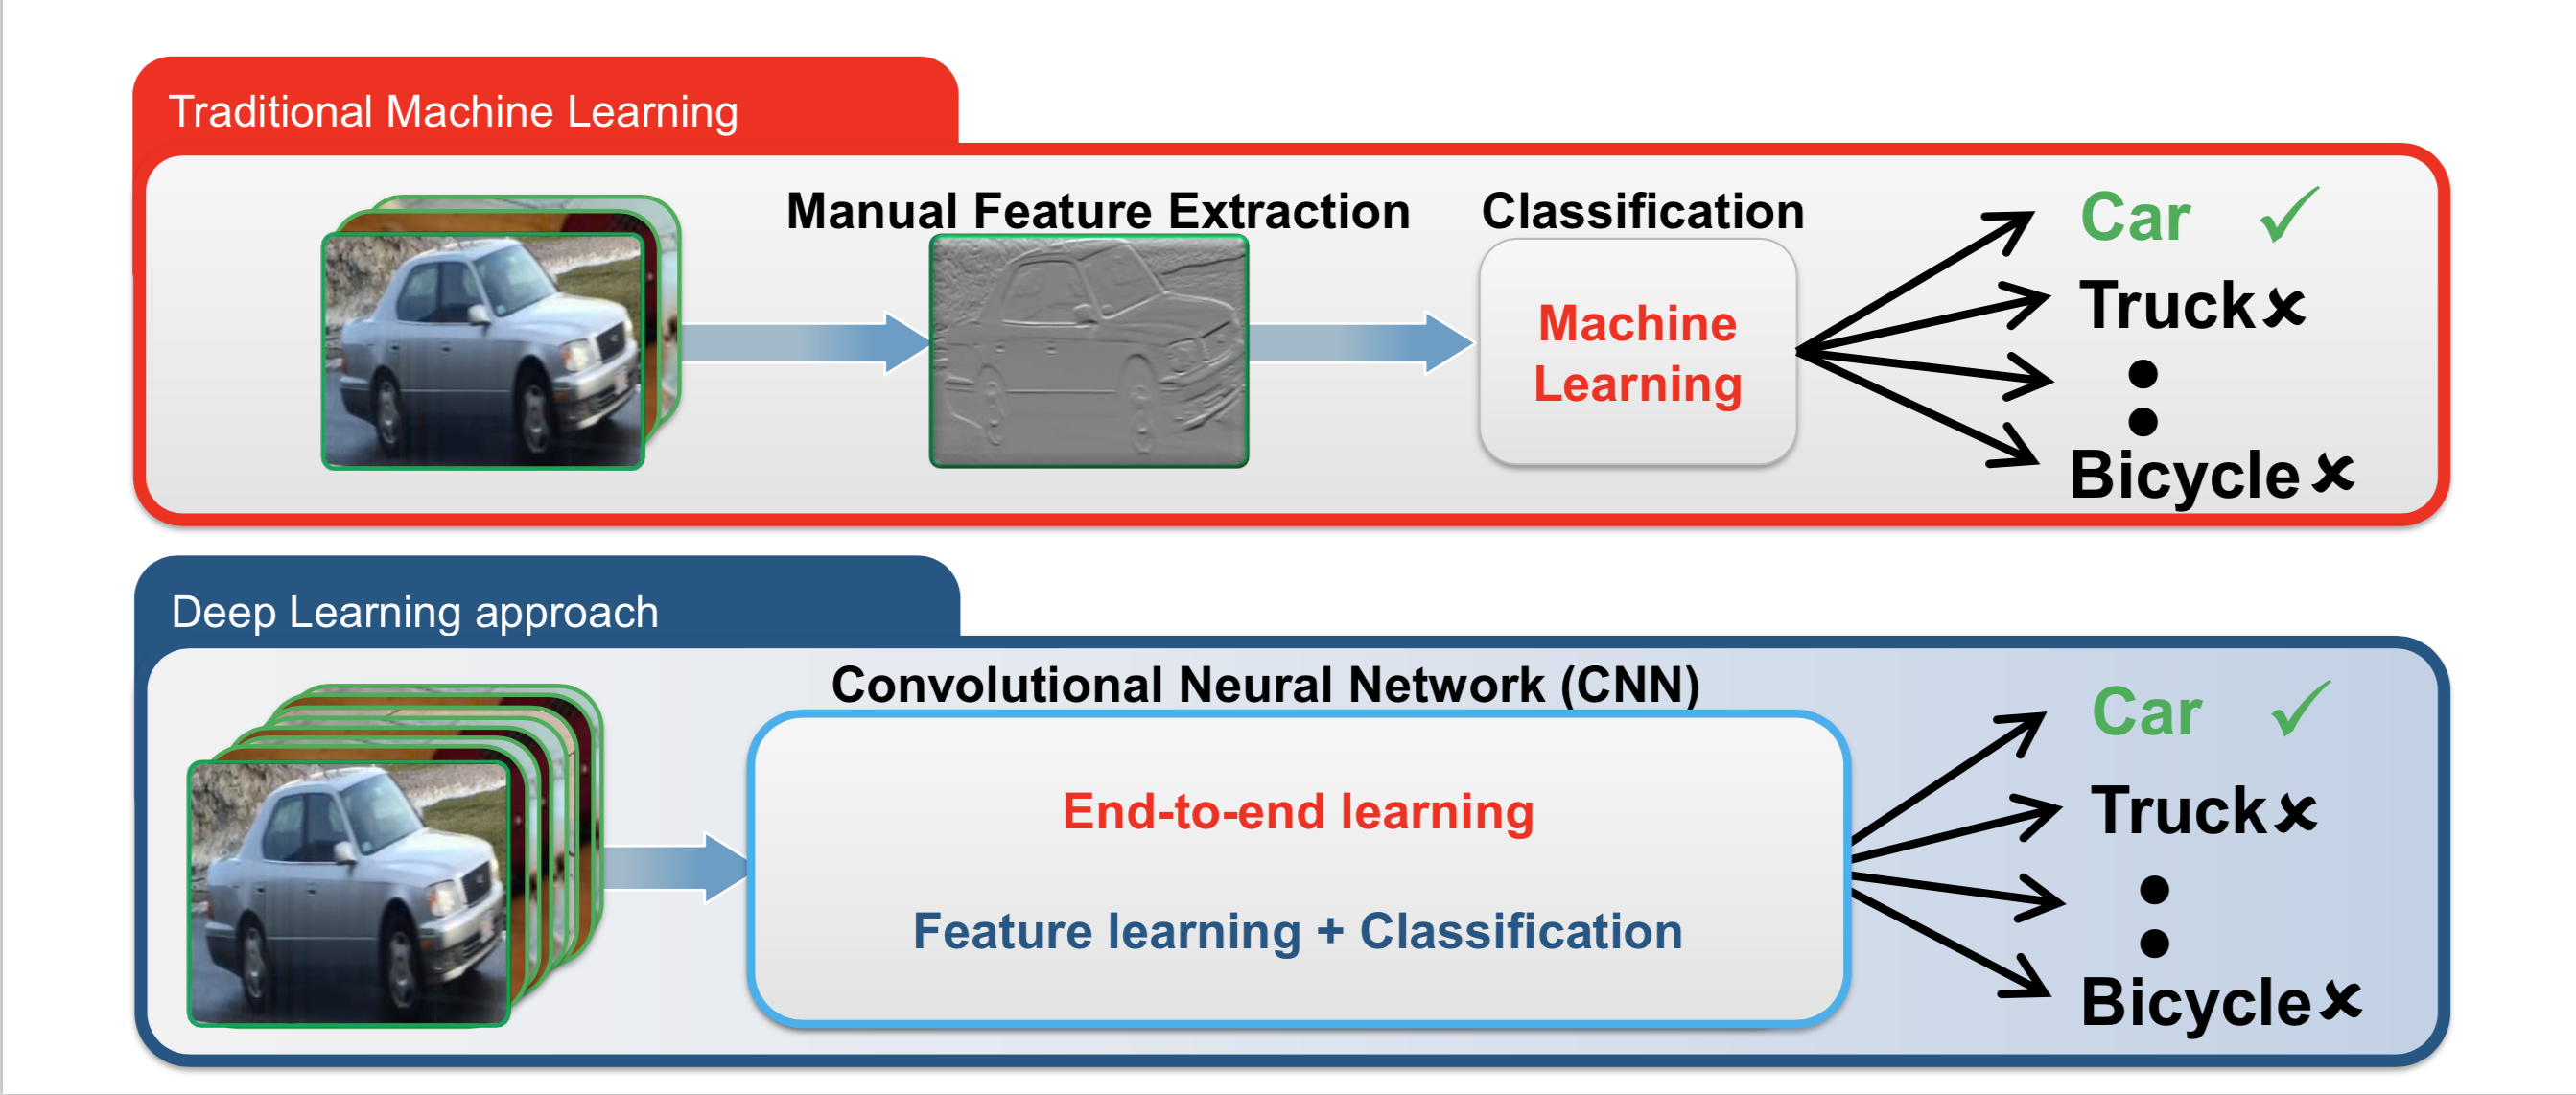 Traditional Machine Learning
Manual Feature Extraction
Classification
Machine
Learning
Car ✓
Truck ✘
Bicycle ✘
Deep Learning approach
Convolutional Neural Network (CNN)
End-to-end learning
Feature learning + Classification
Car ✓
Truck ✘
Bicycle ✘